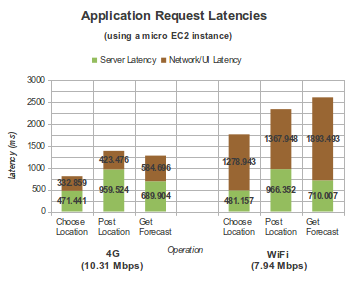 Application Request Latencies
(using a micro EC2 instance)
Server Latency Network/UI Latency
latency (ms)
3000
2500
2000
1500
1000
500
0
332.859
471.441
423.476
959.524
584.696
689.904
1278.943
481.157
1367.948
966.352
1893.493
710.007
Choose Location
Post Location
Get Forecast
Choose Location
Post Location
Get Forecast
4G
(10.31 Mbps)
Operation
WiFi
(7.94 Mbps)